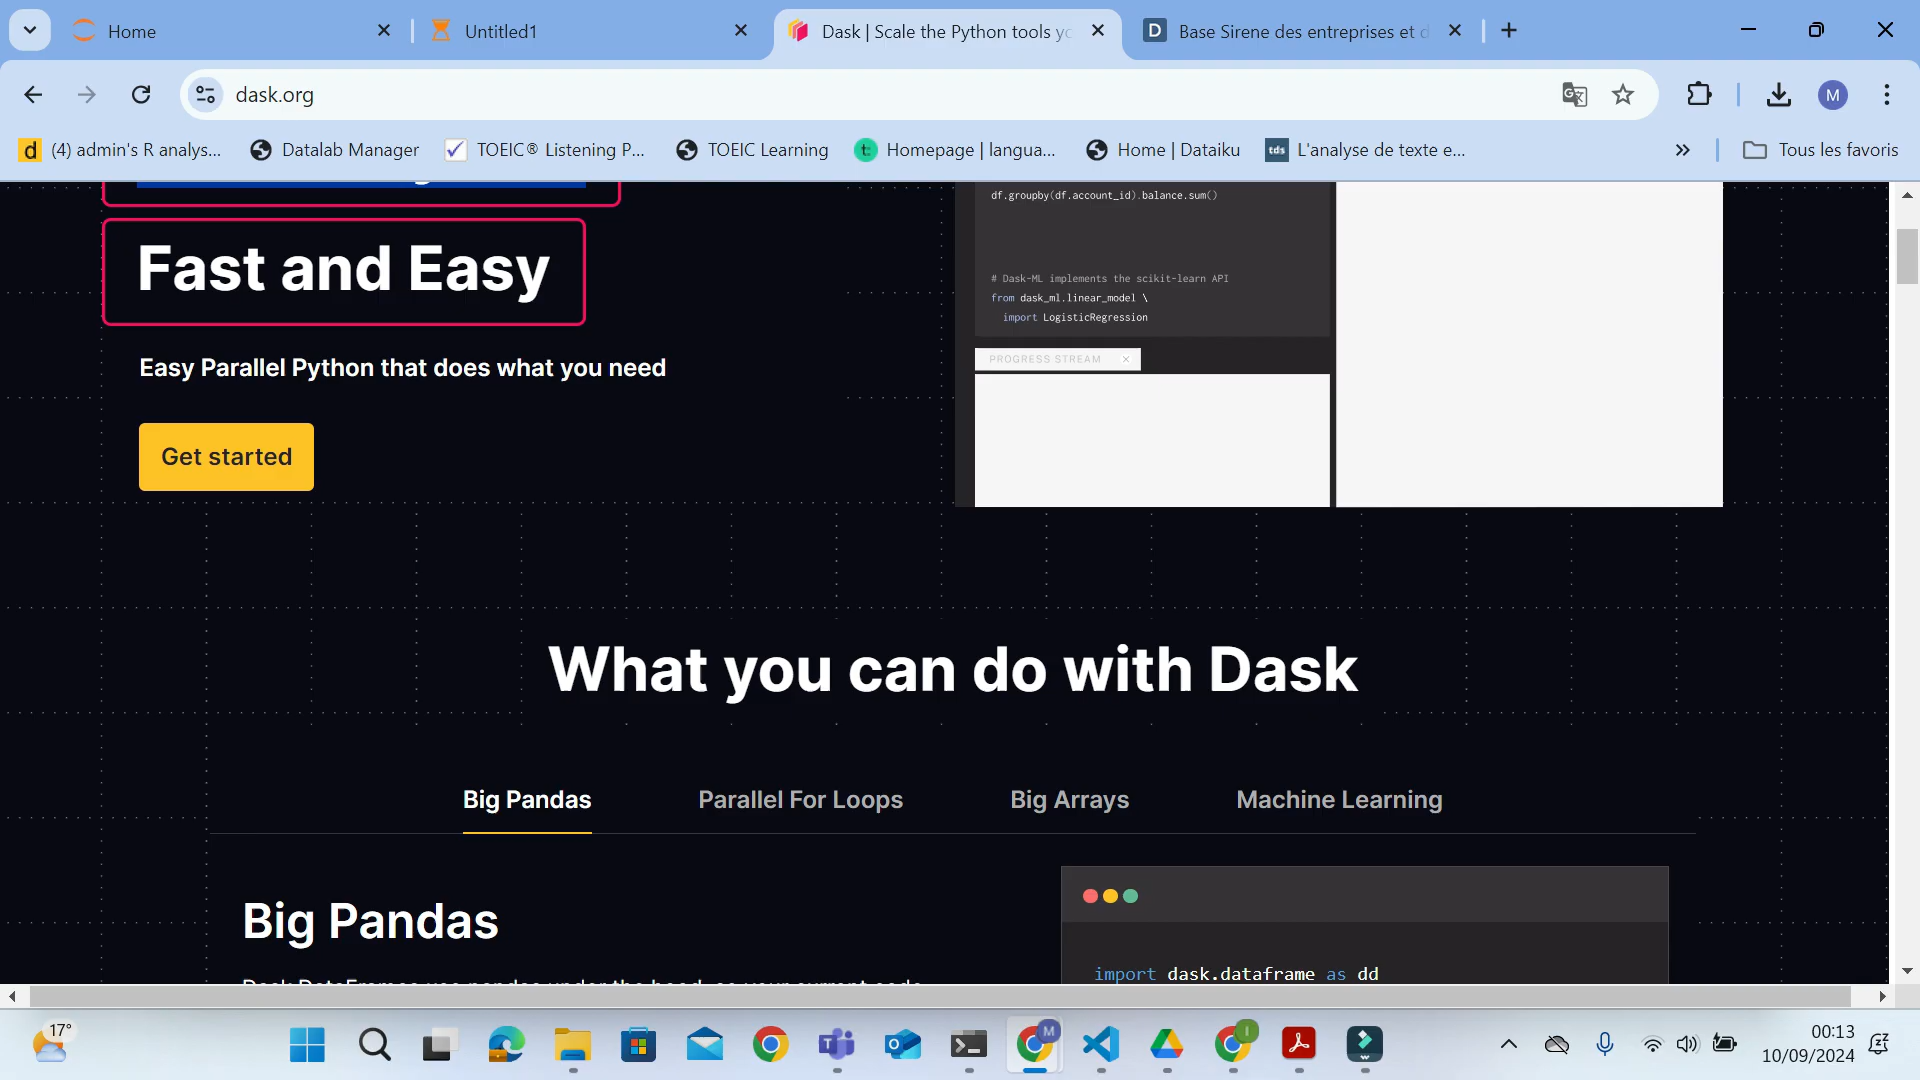 Home
Untitled1
Dask | Scale the Python tools yo
Base Sirene des entreprises et d
dask.org
M
(4) admin's R analys...
Datalab Manager
TOEIC® Listening P...
TOEIC Learning
Homepage | langua...
Home | Dataiku
tds
L'analyse de texte e...
Tous les favoris
df.groupby(df.account_id).balance.sum()
Fast and Easy
# Dask-ML implements the scikit-learn API
from dask_ml.linear_model \
import LogisticRegression
PROGRESS STREAM
Easy Parallel Python that does what you need
Get started
What you can do with Dask
Big Pandas
Parallel For Loops
Big Arrays
Machine Learning
Big Pandas
import dask.dataframe as dd
17°
00:13
10/09/2024